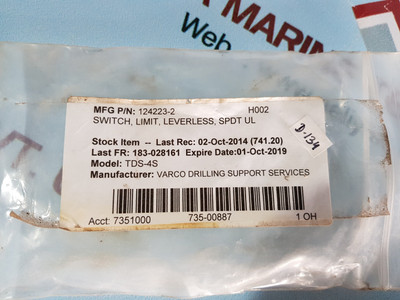 T MARIN
Web
MFG P/N: 124223-2 H002
SWITCH, LIMIT, LEVERLESS, SPDT UL
D-134
Stock Item -- Last Rec: 02-Oct-2014 (741.20)
Last FR: 183-028161 Expire Date:01-Oct-2019
Model: TDS-4S
Manufacturer: VARCO DRILLING SUPPORT SERVICES
Acct: 7351000 735-00887 1 OH